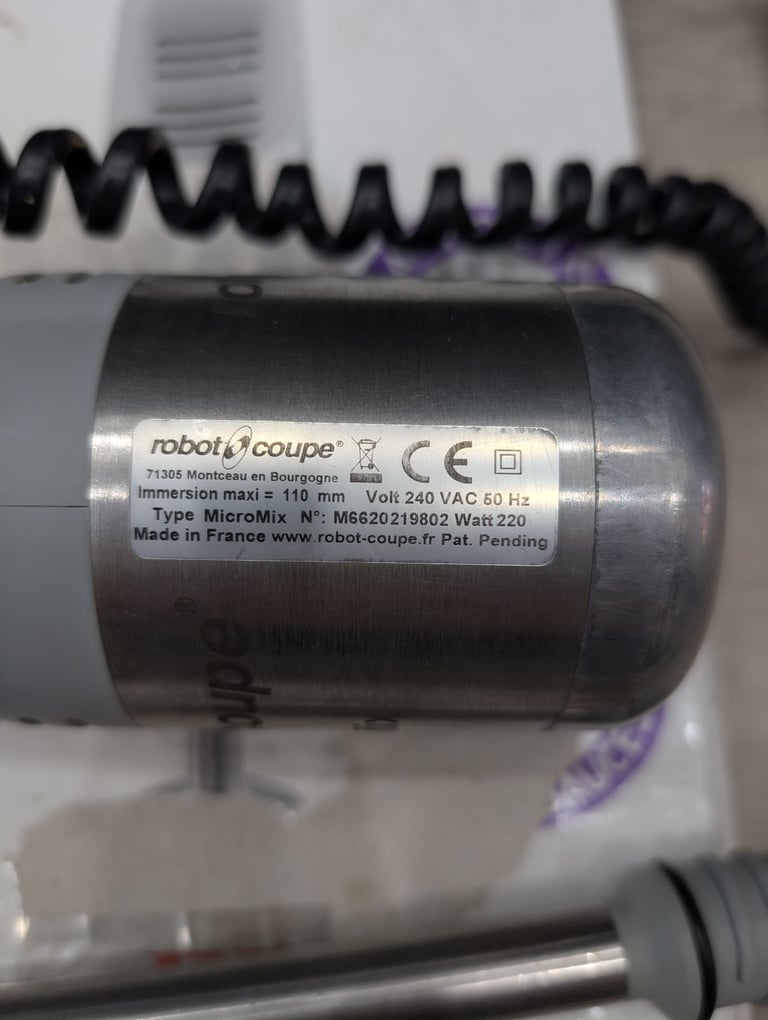 robot coupe®
71305 Montceau en Bourgogne
Immersion maxi = 110 mm Volt 240 VAC 50 Hz
Type MicroMix N°: M6620219802 Watt 220
Made in France www.robot-coupe.fr Pat. Pending